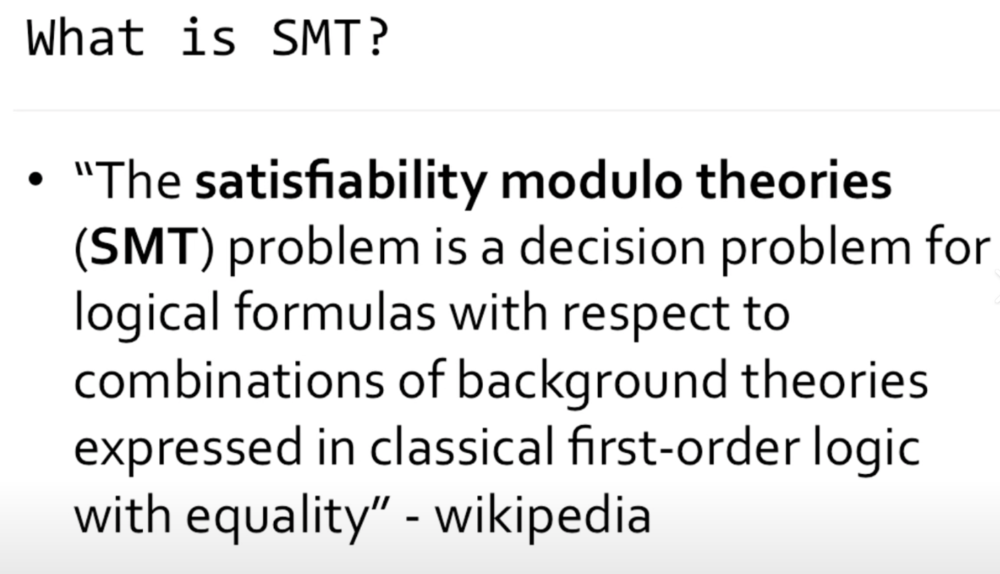 What is SMT?
• “The satisfiability modulo theories
(SMT) problem is a decision problem for
logical formulas with respect to
combinations of background theories
expressed in classical first-order logic
with equality” - wikipedia